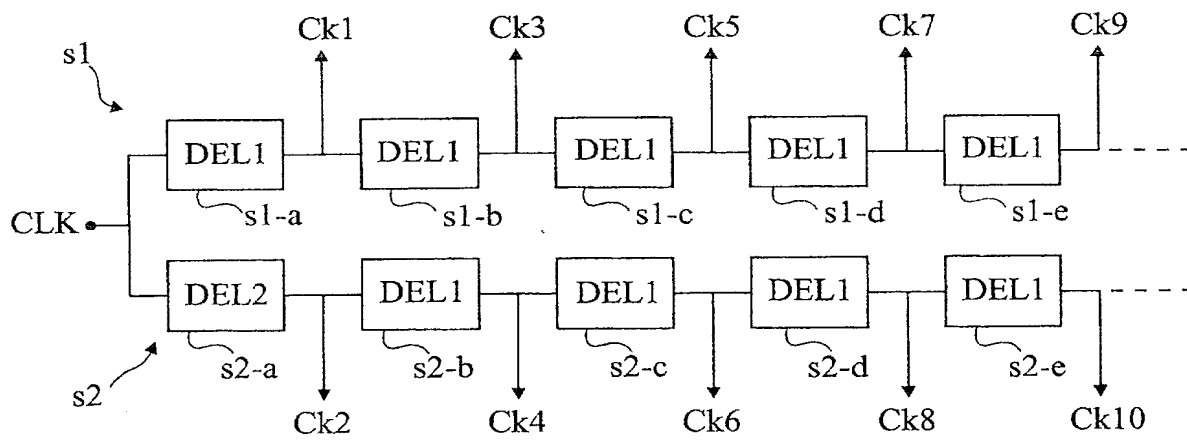 Ck1 Ck3 Ck5 Ck7 Ck9
s1
DEL1 DEL1 DEL1 DEL1 DEL1
s1-a s1-b s1-c s1-d s1-e
CLK
DEL2 DEL1 DEL1 DEL1 DEL1
s2-a s2-b s2-c s2-d s2-e
s2
Ck2 Ck4 Ck6 Ck8 Ck10